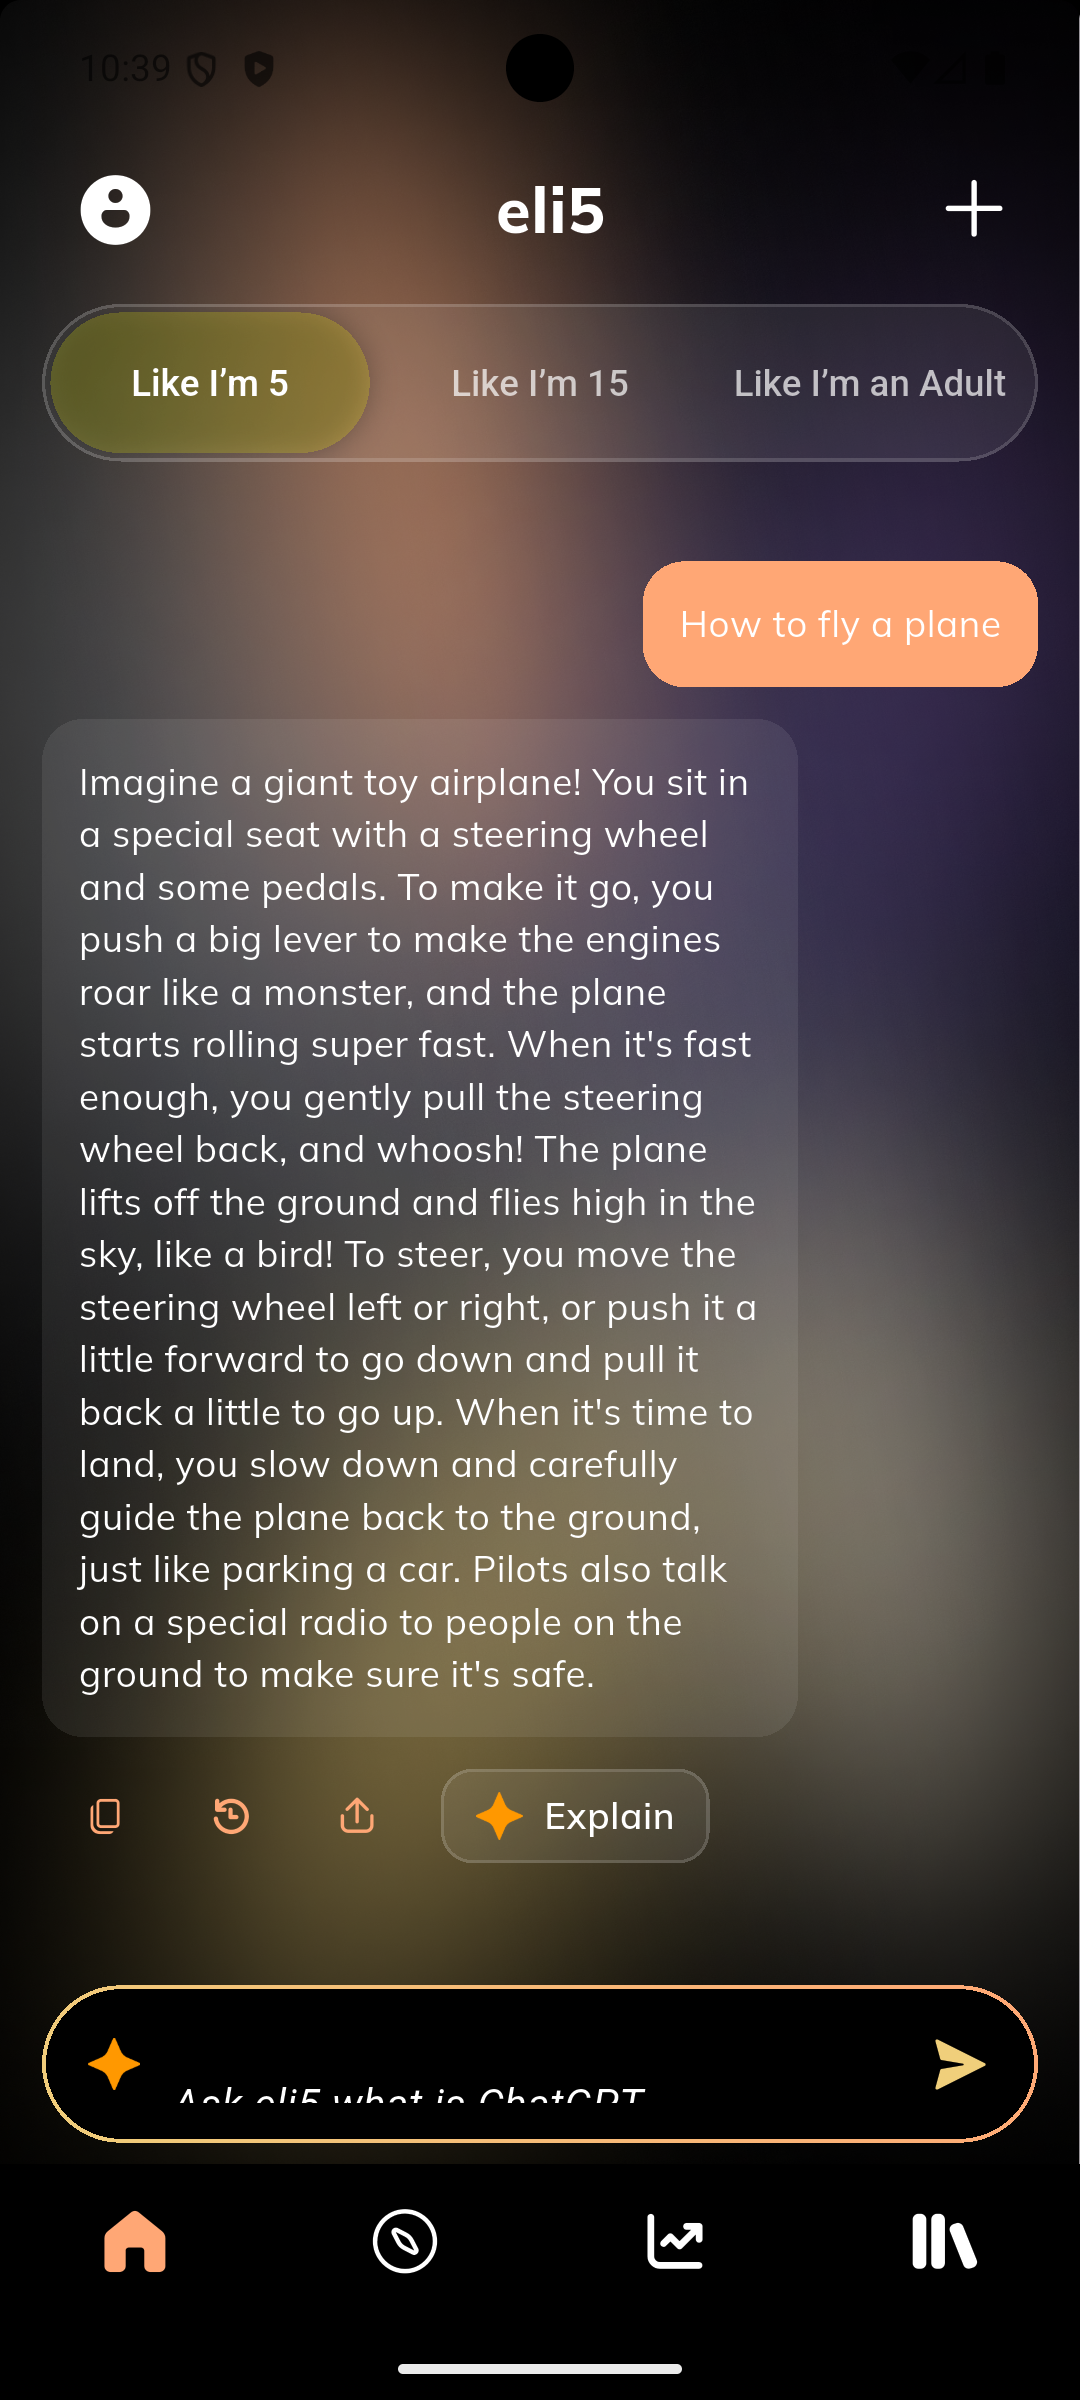 10:39
eli5
Like I’m 5
Like I’m 15
Like I’m an Adult
How to fly a plane
Imagine a giant toy airplane! You sit in
a special seat with a steering wheel
and some pedals. To make it go, you
push a big lever to make the engines
roar like a monster, and the plane
starts rolling super fast. When it's fast
enough, you gently pull the steering
wheel back, and whoosh! The plane
lifts off the ground and flies high in the
sky, like a bird! To steer, you move the
steering wheel left or right, or push it a
little forward to go down and pull it
back a little to go up. When it's time to
land, you slow down and carefully
guide the plane back to the ground,
just like parking a car. Pilots also talk
on a special radio to people on the
ground to make sure it's safe.
Explain
Ask eli5 what is ChatGPT